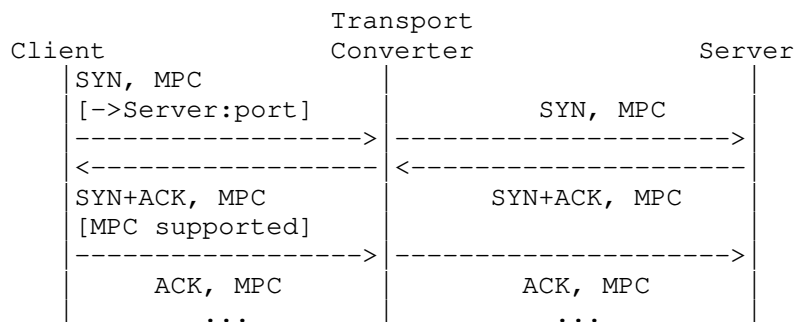 Transport
Client Converter Server
SYN, MPC
[->Server:port] SYN, MPC
SYN+ACK, MPC SYN+ACK, MPC
[MPC supported]
ACK, MPC ACK, MPC
... ...